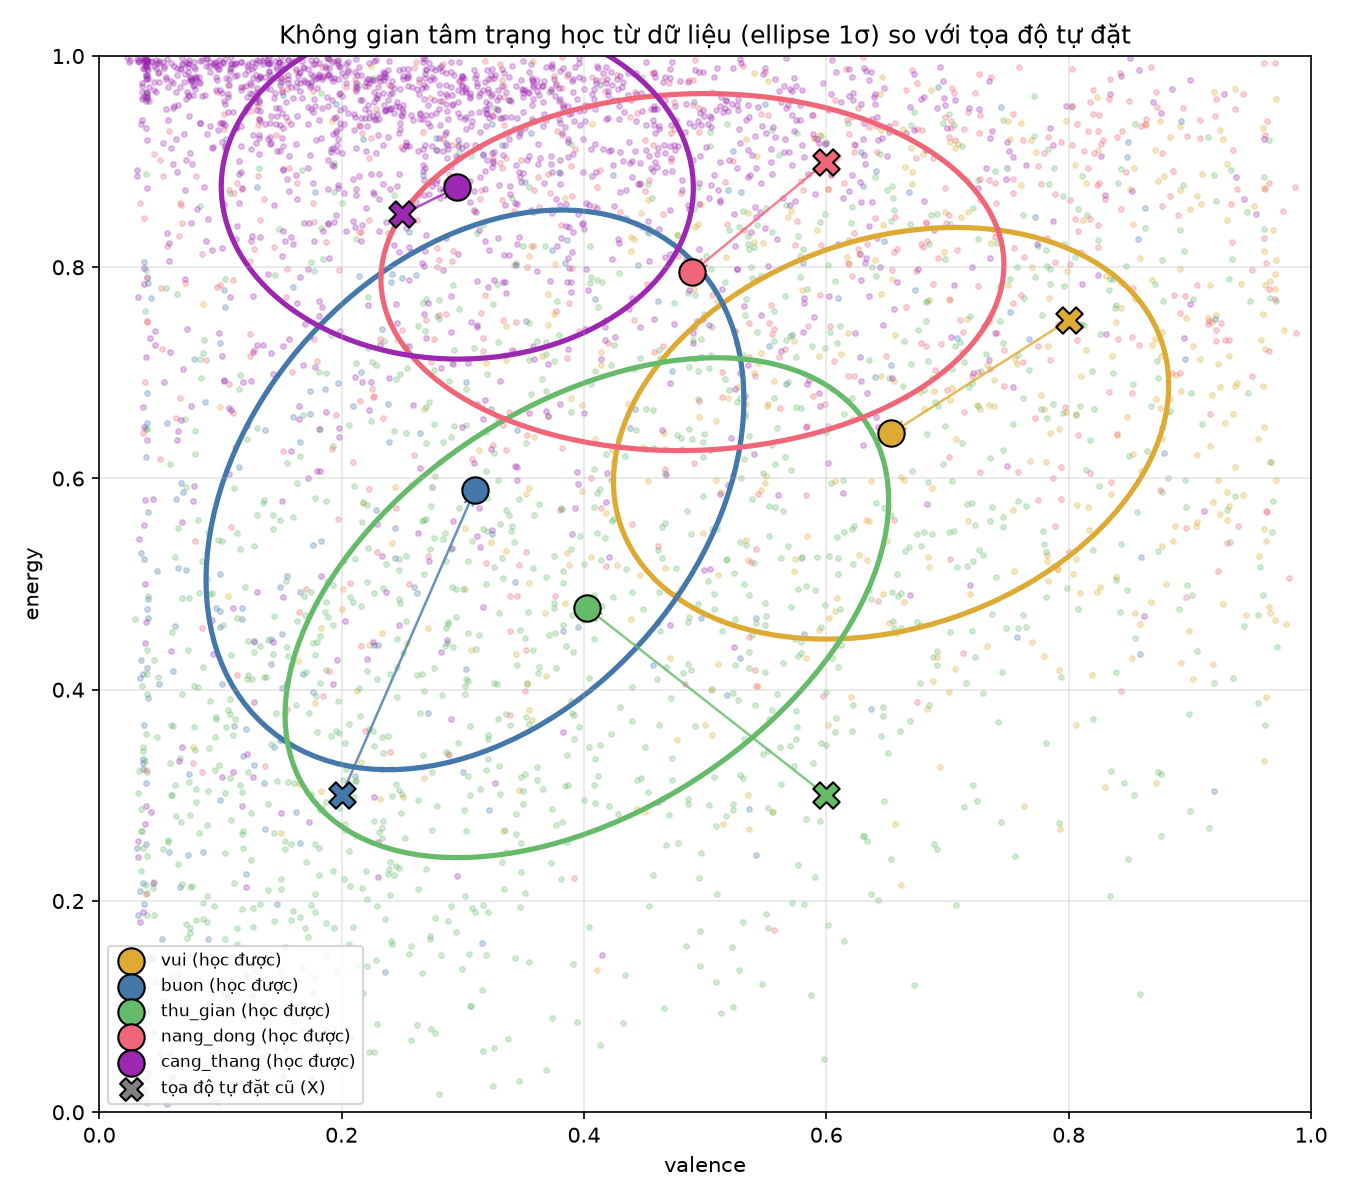 Không gian tâm trạng học từ dữ liệu (ellipse 1σ) so với tọa độ tự đặt
1.0
0.8
0.6
energy
0.4
0.2
0.0
vui (học được)
buon (học được)
thu_gian (học được)
nang_dong (học được)
cang_thang (học được)
tọa độ tự đặt cũ (X)
0.0 0.2 0.4 0.6 0.8 1.0
valence